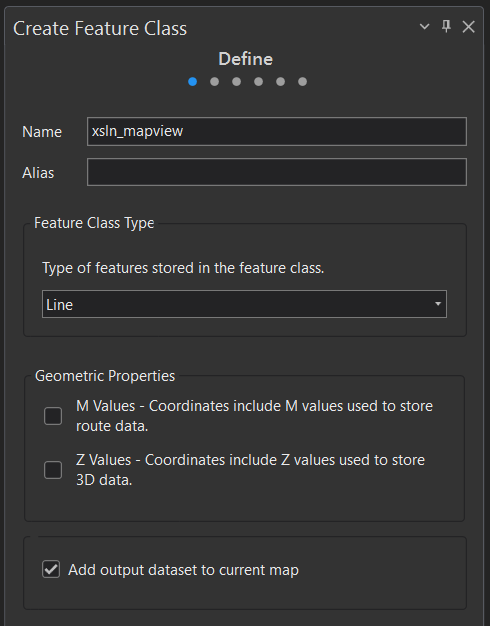 Create Feature Class
Define
Name
xsln_mapview
Alias
Feature Class Type
Type of features stored in the feature class.
Line
Geometric Properties
M Values - Coordinates include M values used to store
route data.
Z Values - Coordinates include Z values used to store
3D data.
Add output dataset to current map